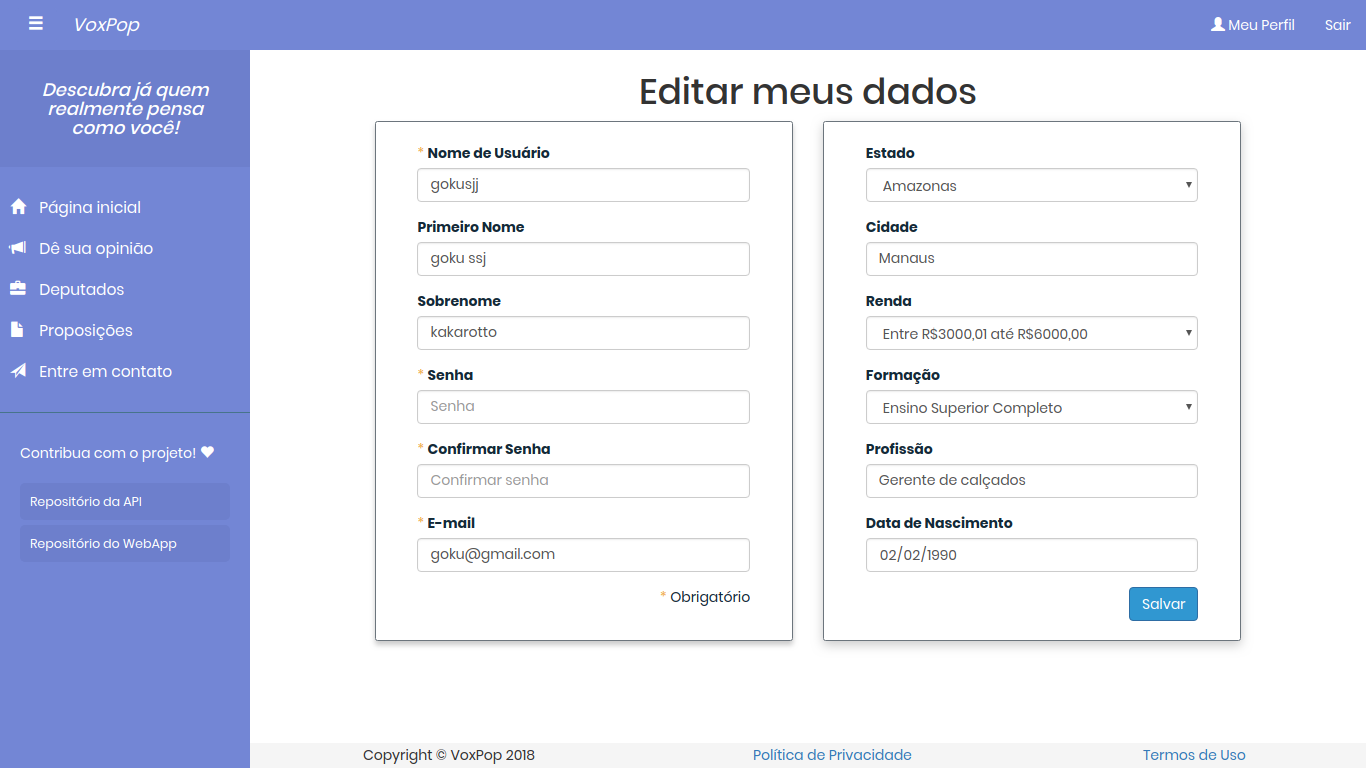 VoxPop
Meu Perfil
Sair
Descubra já quem
realmente pensa
como você!
Página inicial
Dê sua opinião
Deputados
Proposições
Entre em contato
Contribua com o projeto!
Repositório da API
Repositório do WebApp
Editar meus dados
* Nome de Usuário
gokusjj
Primeiro Nome
goku ssj
Sobrenome
kakarotto
* Senha
Senha
* Confirmar Senha
Confirmar senha
* E-mail
goku@gmail.com
* Obrigatório
Estado
Amazonas
Cidade
Manaus
Renda
Entre R$3000,01 até R$6000,00
Formação
Ensino Superior Completo
Profissão
Gerente de calçados
Data de Nascimento
02/02/1990
Salvar
Copyright © VoxPop 2018
Política de Privacidade
Termos de Uso